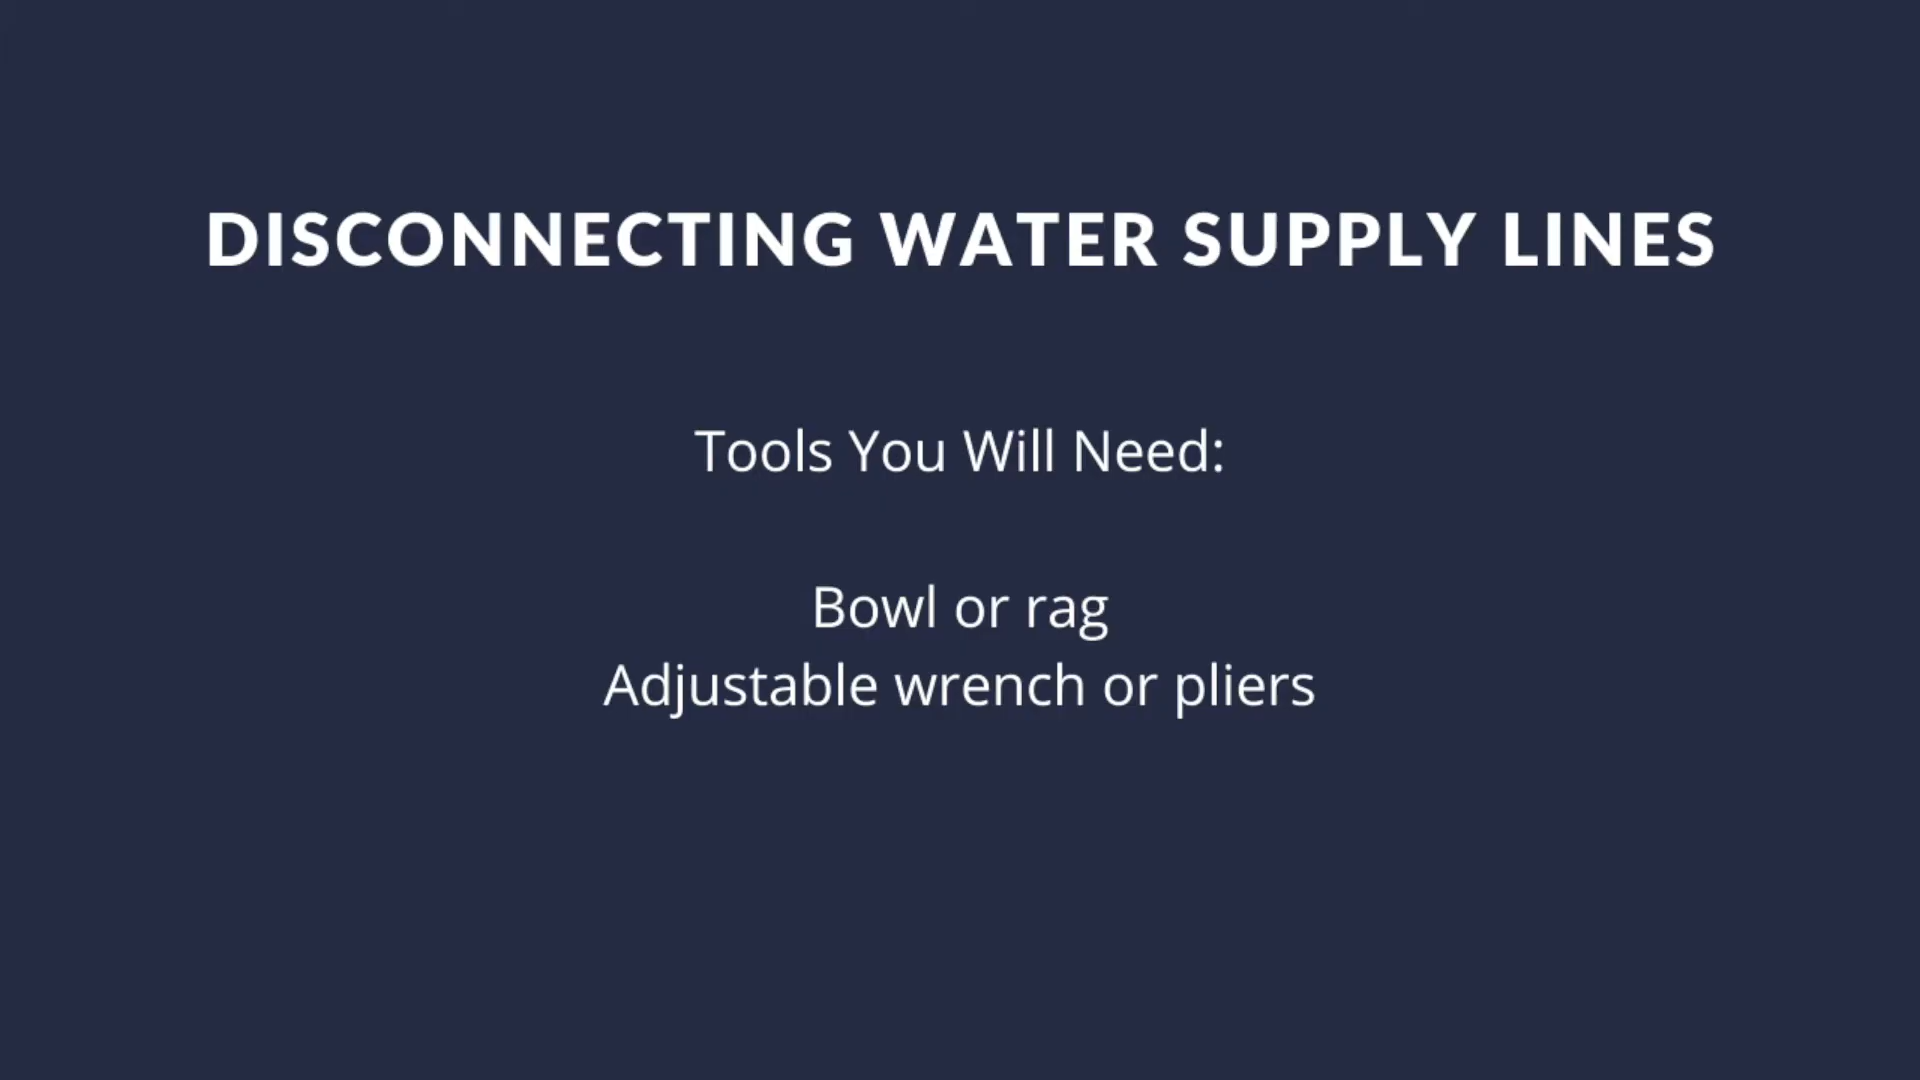 DISCONNECTING WATER SUPPLY LINES
Tools You Will Need:
Bowl or rag
Adjustable wrench or pliers